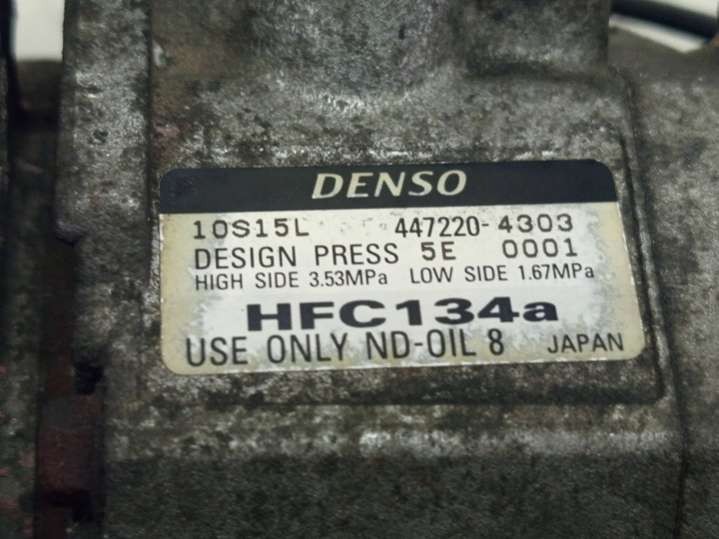 DENSO
10S15L 447220-4303
DESIGN PRESS 5E 0001
HIGH SIDE 3.53MPa LOW SIDE 1.67MPa
HFC134a
USE ONLY ND-OIL 8 JAPAN